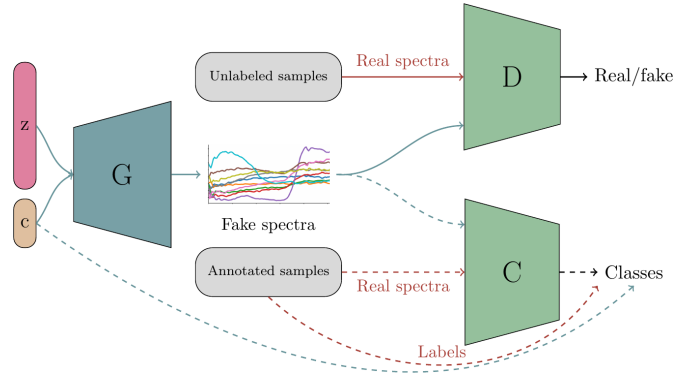 Real spectra
Unlabeled samples
D
Real/fake
z
G
Fake spectra
c
Annotated samples
Real spectra
C
Classes
Labels